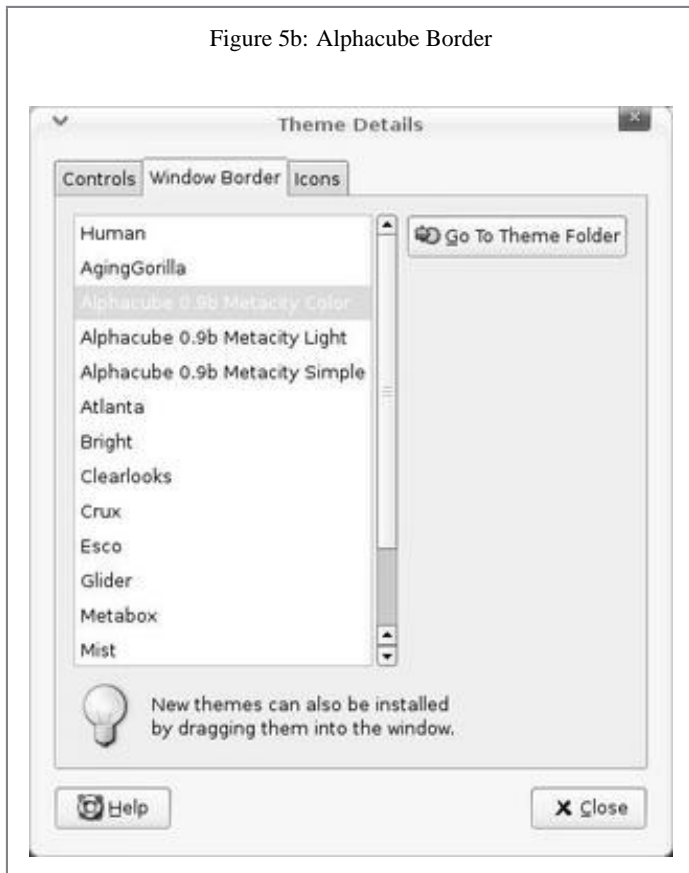 Figure 5b: Alphacube Border
Theme Details
Controls Window Border Icons
Human
Go To Theme Folder
AgingGorilla
Alphacube 0.9b Metacity Color
Alphacube 0.9b Metacity Light
Alphacube 0.9b Metacity Simple
Atlanta
Bright
Clearlooks
Crux
Esco
Glider
Metabox
Mist
New themes can also be installed
by dragging them into the window.
Help
Close